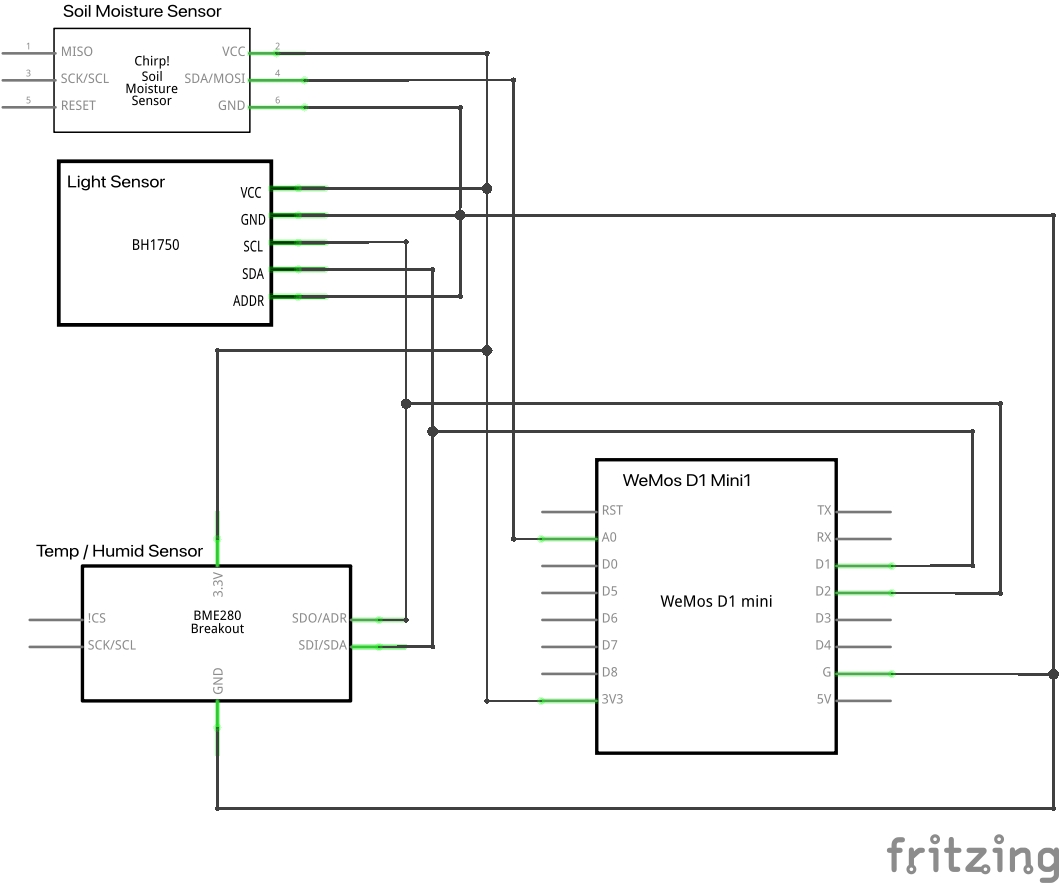 Soil Moisture Sensor
1 MISO VCC 2
Chirp!
Soil
Moisture
Sensor
3 SCK/SCL SDA/MOSI 4
5 RESET GND 6
Light Sensor
VCC
GND
BH1750
SCL
SDA
ADDR
WeMos D1 Mini1
RST TX
A0 RX
D0 D1
D5 D2
WeMos D1 mini
D6 D3
D7 D4
D8 G
3V3 5V
Temp / Humid Sensor
3.3V
BME280
Breakout
!CS SDO/ADR
SCK/SCL SDI/SDA
GND
fritzing